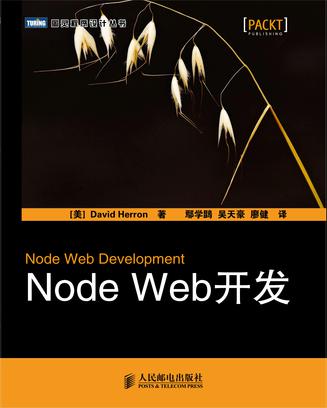 TURING 图灵程序设计丛书
[PACKT]
PUBLISHING
[美] David Herron 著 鄢学鹍 吴天豪 廖健 译
Node Web Development
Node Web开发
人民邮电出版社
POSTS & TELECOM PRESS